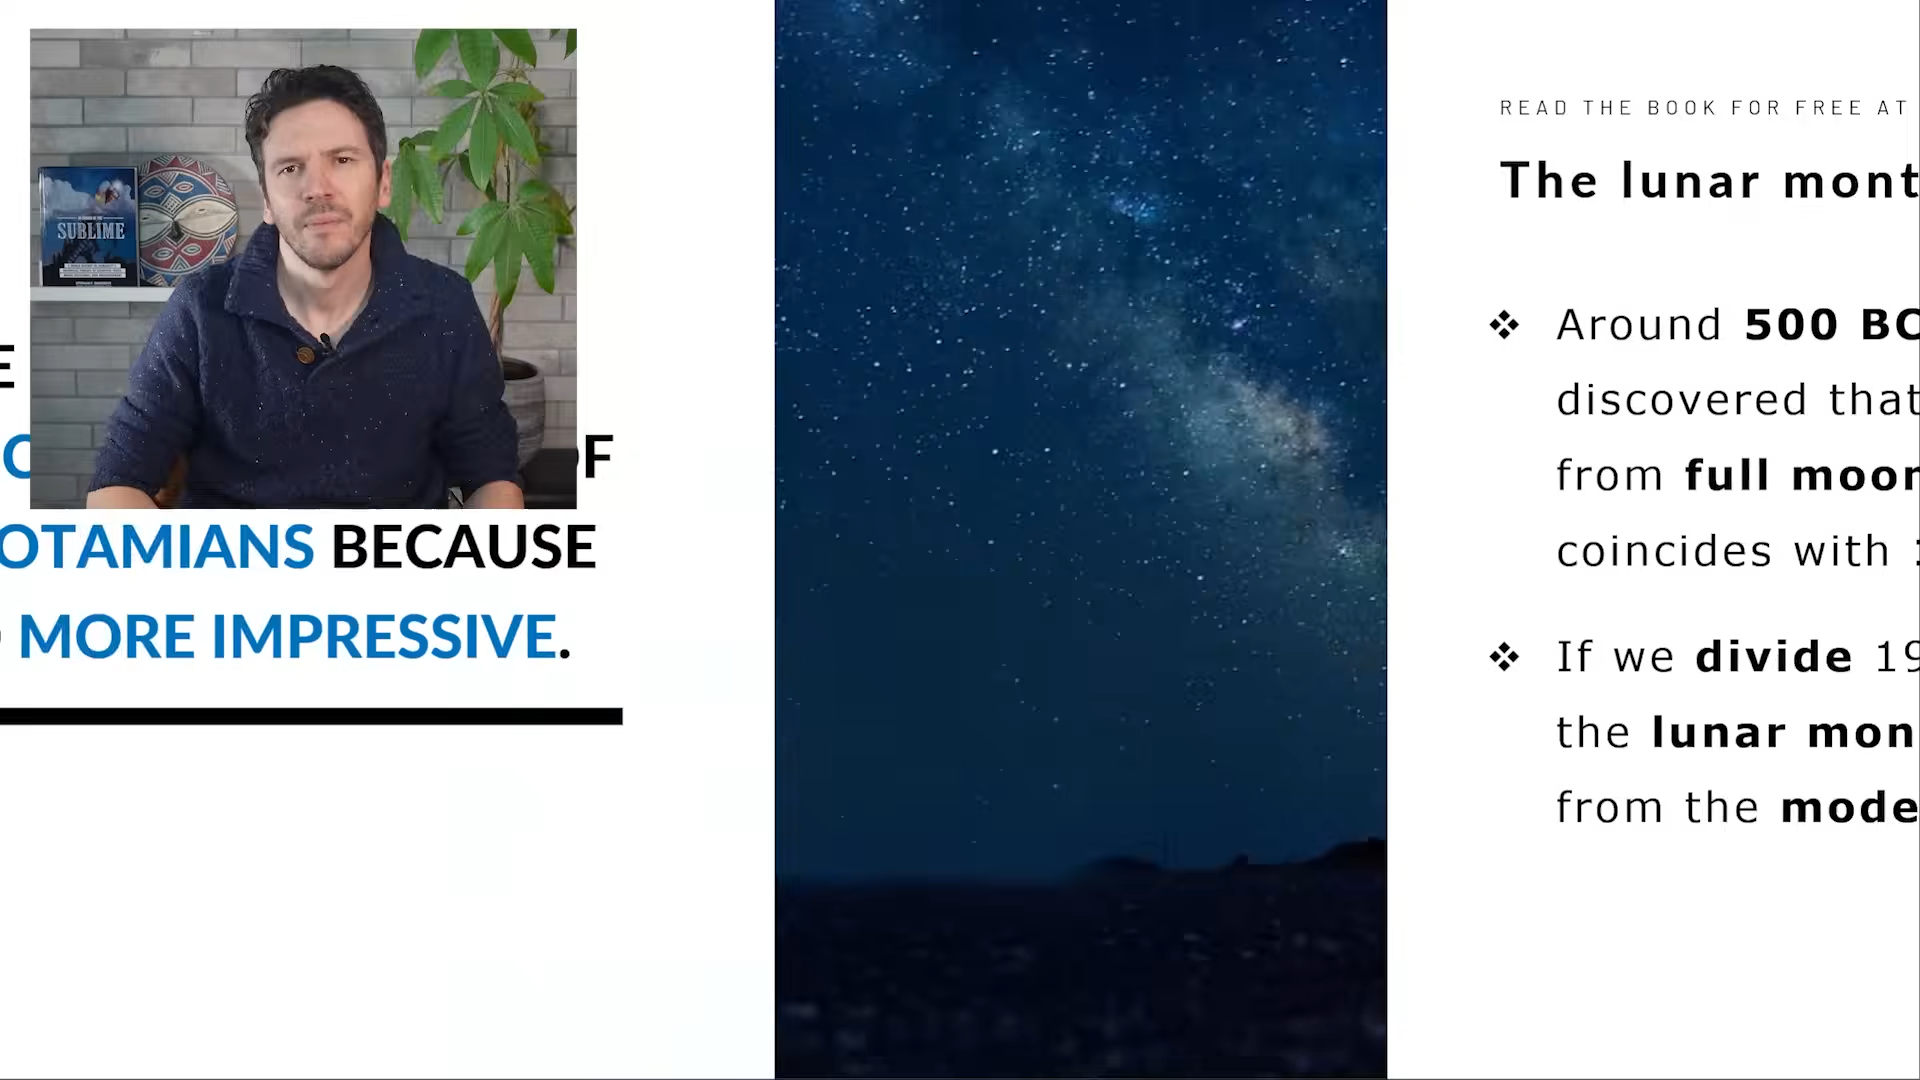 SUBLIME
E
OF
OTAMIANS BECAUSE
MORE IMPRESSIVE.
READ THE BOOK FOR FREE AT
The lunar mont
Around 500 BC
discovered that
from full moon
coincides with
If we divide 19
the lunar mon
from the mode